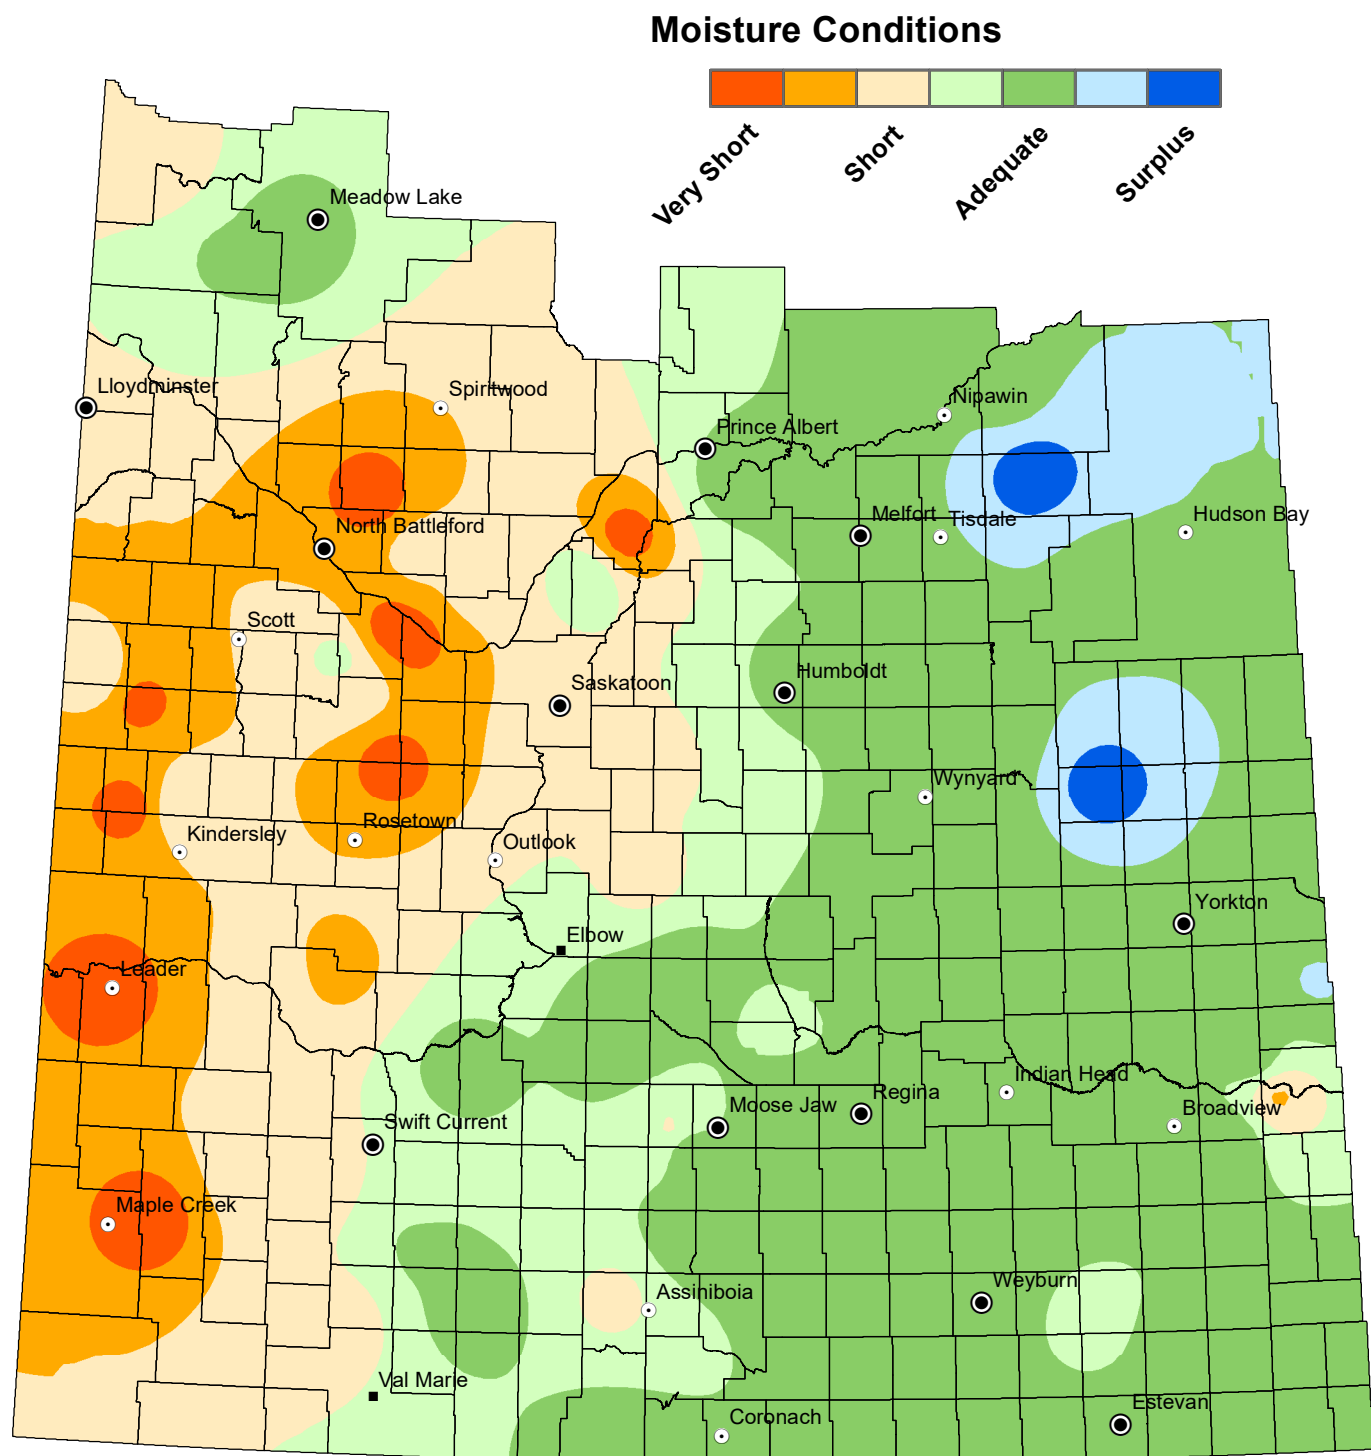 Moisture Conditions
Very Short
Short
Adequate
Surplus
Meadow Lake
Lloydminster
Spiritwood
Nipawin
Prince Albert
North Battleford
Melfort
Tisdale
Hudson Bay
Scott
Saskatoon
Humboldt
Wynyard
Kindersley
Rosetown
Outlook
Yorkton
Elbow
Leader
Indian Head
Moose Jaw
Regina
Broadview
Swift Current
Maple Creek
Weyburn
Assiniboia
Val Marie
Coronach
Estevan